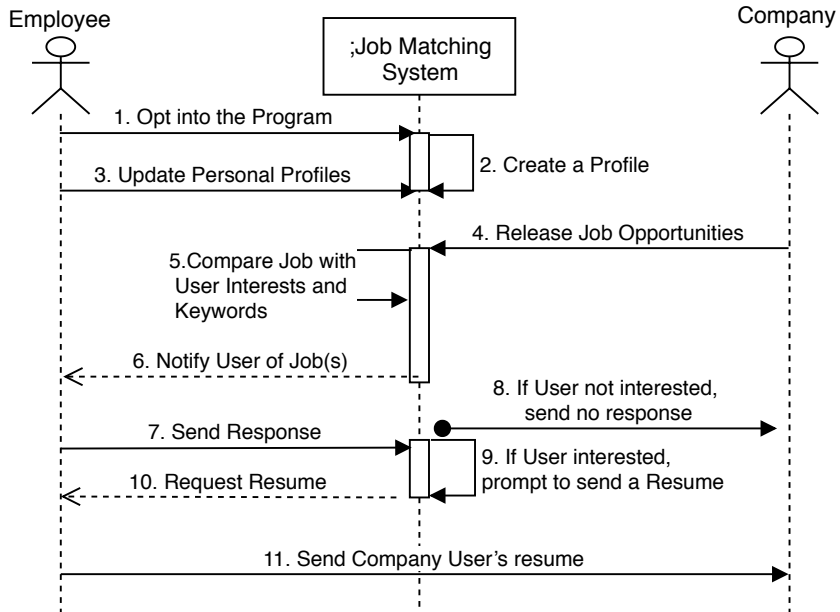 Employee
Company
;Job Matching
System
1. Opt into the Program
2. Create a Profile
3. Update Personal Profiles
4. Release Job Opportunities
5.Compare Job with
User Interests and
Keywords
6. Notify User of Job(s)
8. If User not interested,
send no response
7. Send Response
9. If User interested,
prompt to send a Resume
10. Request Resume
11. Send Company User's resume